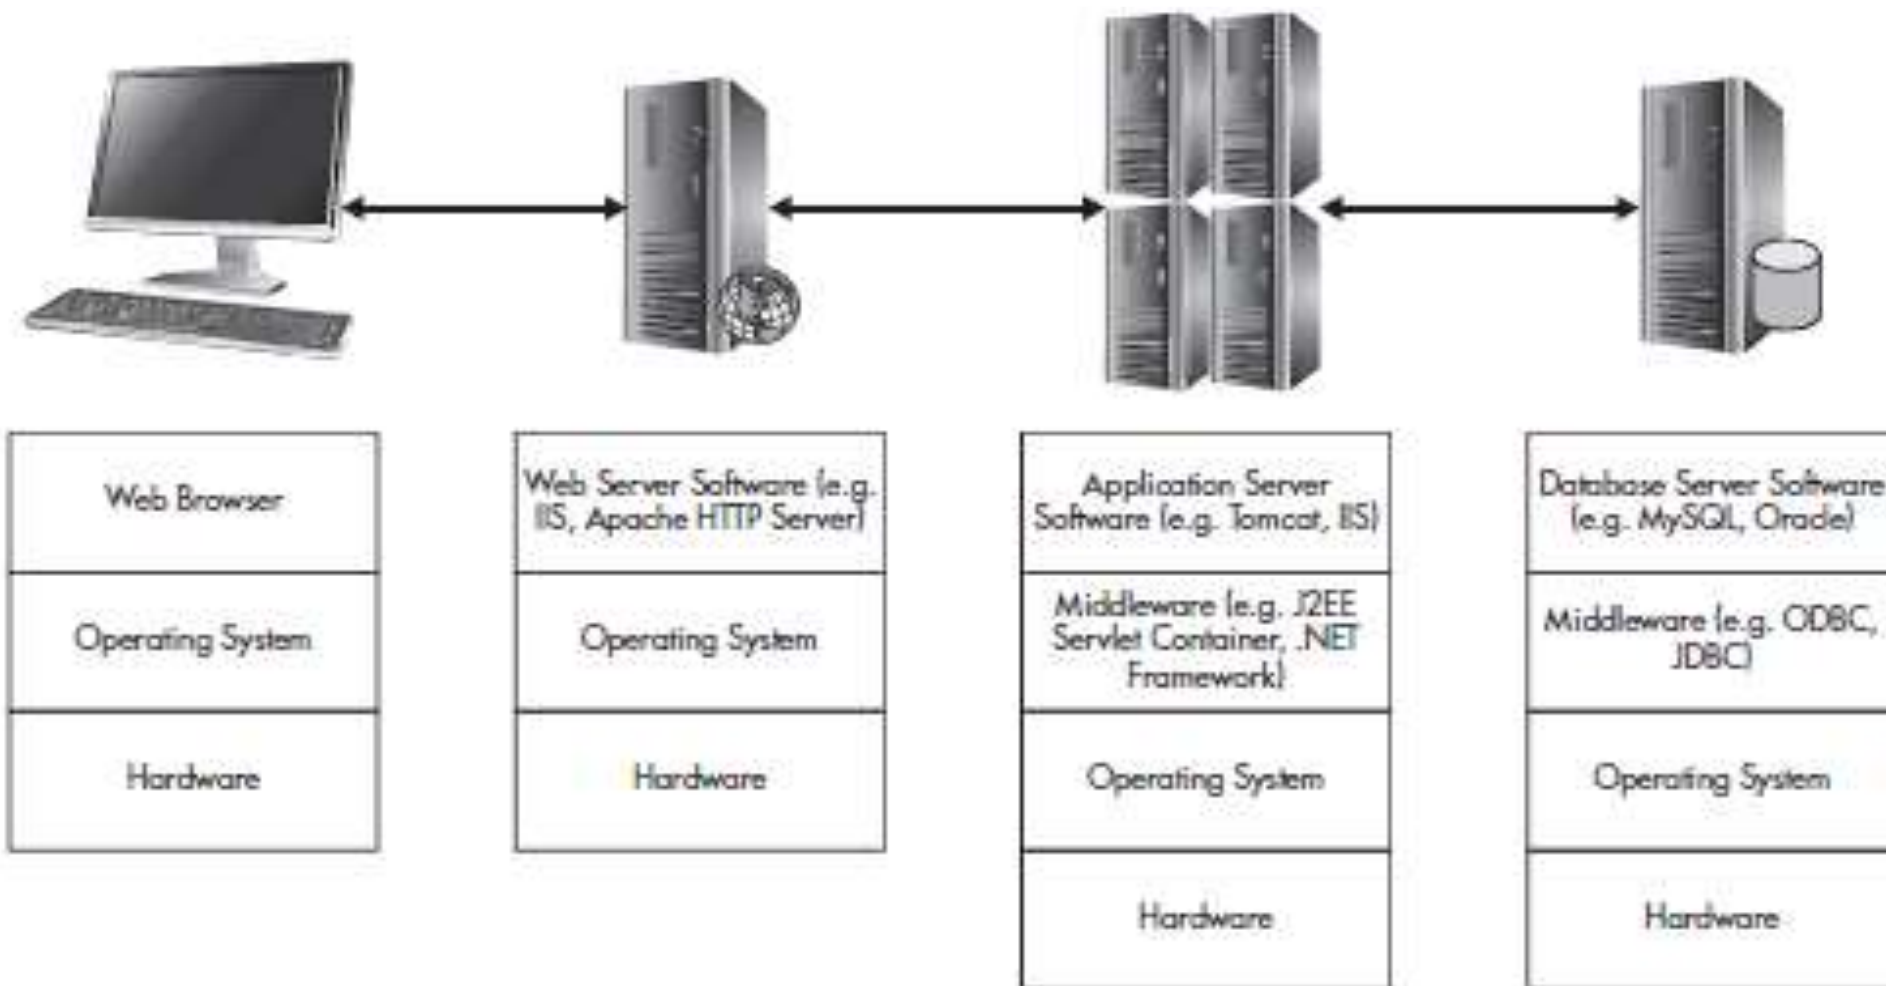 Web Browser
Operating System
Hardware
Web Server Software (e.g.
IIS, Apache HTTP Server)
Operating System
Hardware
Application Server
Software (e.g. Tomcat, IIS)
Middleware (e.g. J2EE
Servlet Container, .NET
Framework)
Operating System
Hardware
Database Server Software
(e.g. MySQL, Oracle)
Middleware (e.g. ODBC,
JDBC)
Operating System
Hardware